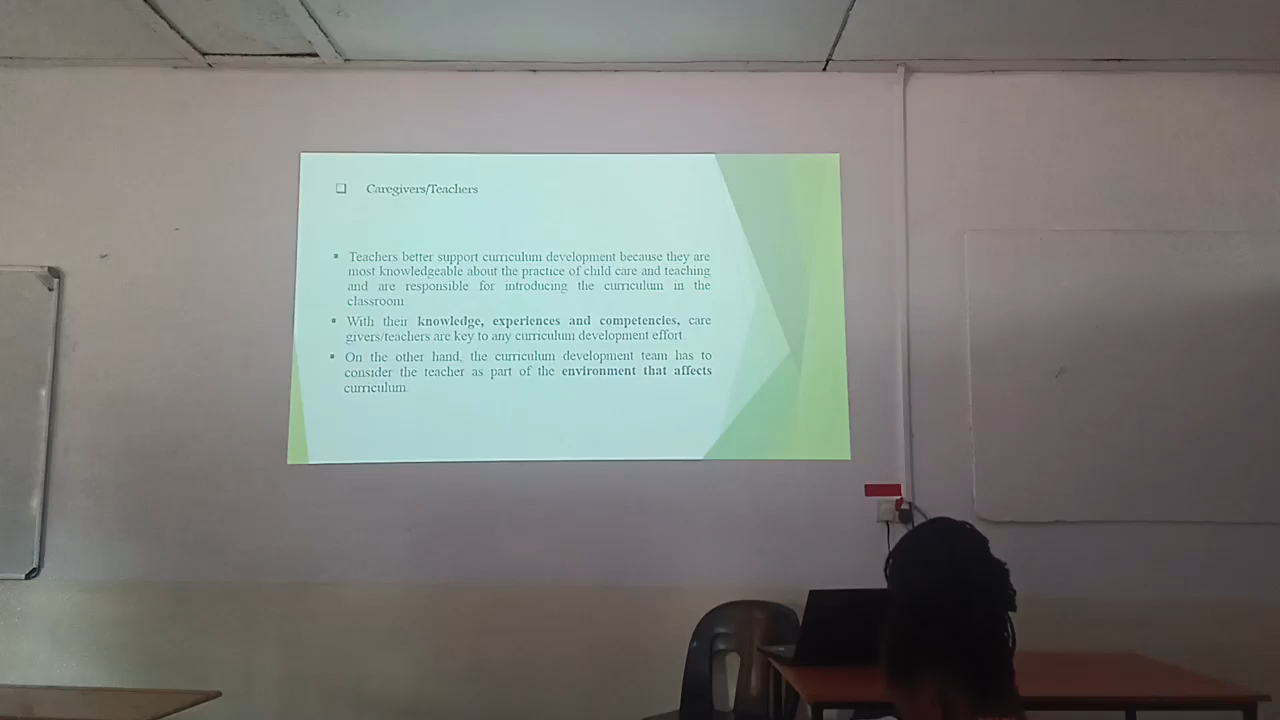 Caregivers/Teachers
Teachers better support curriculum development because they are
most knowledgeable about the practice of child care and teaching
and are responsible for introducing the curriculum in the
classroom
With their knowledge, experiences and competencies, care
givers/teachers are key to any curriculum development effort.
On the other hand, the curriculum development team has to
consider the teacher as part of the environment that affects
curriculum.